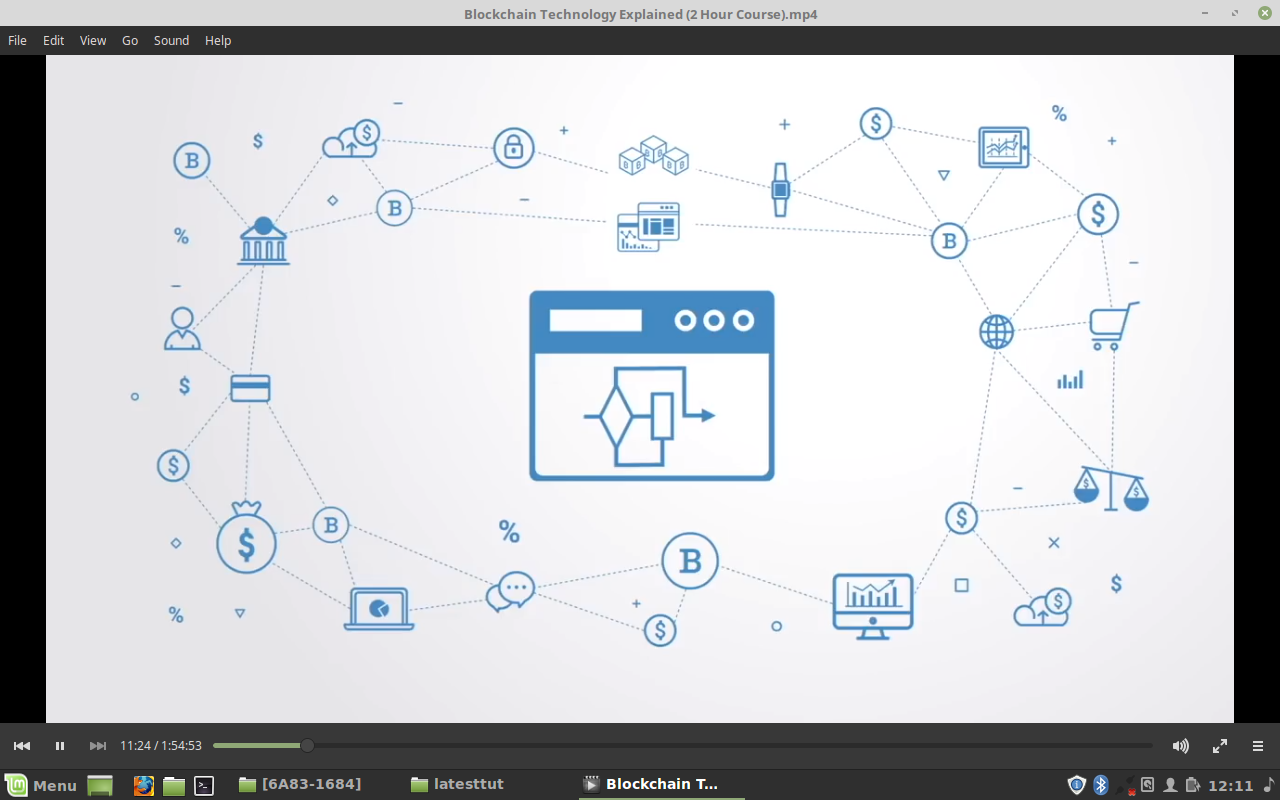 Blockchain Technology Explained (2 Hour Course).mp4
File Edit View Go Sound Help
11:24 / 1:54:53
Menu [6A83-1684] latesttut Blockchain T... 12:11